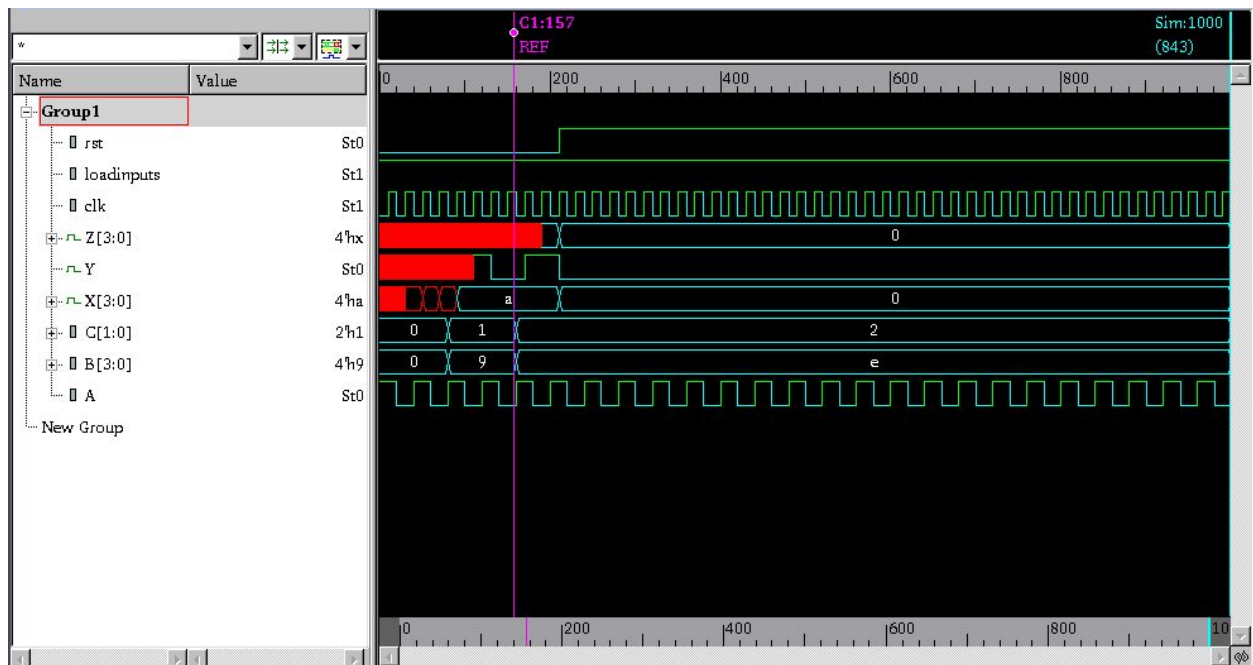 C1:157 Sim:1000
* REF (843)
Name Value 0 200 400 600 800
Group1
rst St0
loadinputs St1
clk St1
Z[3:0] 4'hx 0
Y St0
X[3:0] 4'ha a 0
C[1:0] 2'h1 0 1 2
B[3:0] 4'h9 0 9 e
A St0
New Group
0 200 400 600 800 10